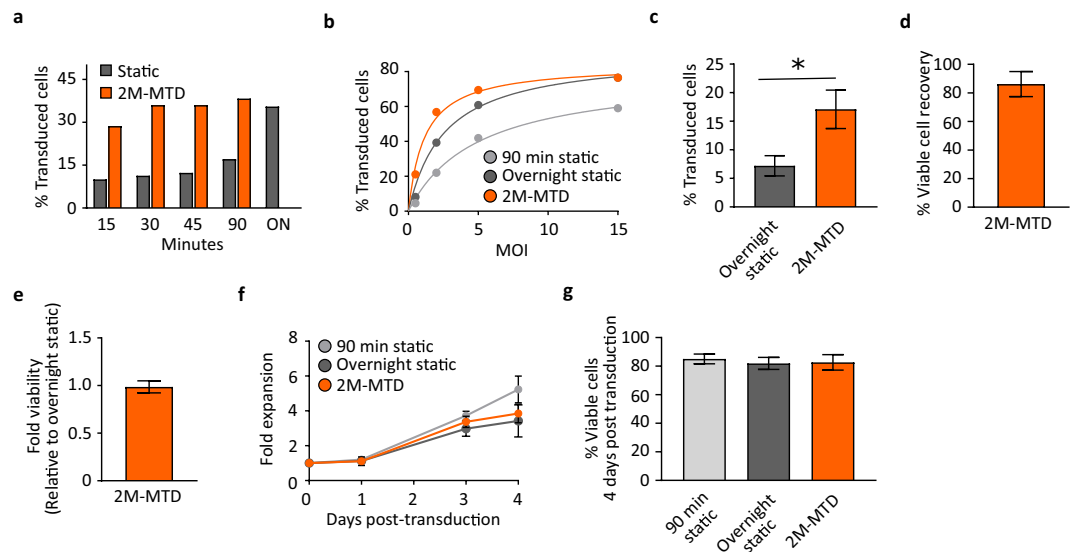 a
% Transduced cells
45
30
15
0
Static
2M-MTD
15 30 45 90 ON
Minutes
b
% Transduced cells
80
60
40
20
0
90 min static
Overnight static
2M-MTD
0 5 10 15
MOI
c
% Transduced cells
25
20
15
10
5
0
*
Overnight
static
2M-MTD
d
% Viable cell recovery
100
80
60
40
20
0
2M-MTD
e
Fold viability
(Relative to overnight static)
1.5
1.0
0.5
0
2M-MTD
f
Fold expansion
8
6
4
2
0
90 min static
Overnight static
2M-MTD
0 1 2 3 4
Days post-transduction
g
% Viable cells
4 days post transduction
100
80
60
40
20
0
90 min
static
Overnight
static
2M-MTD